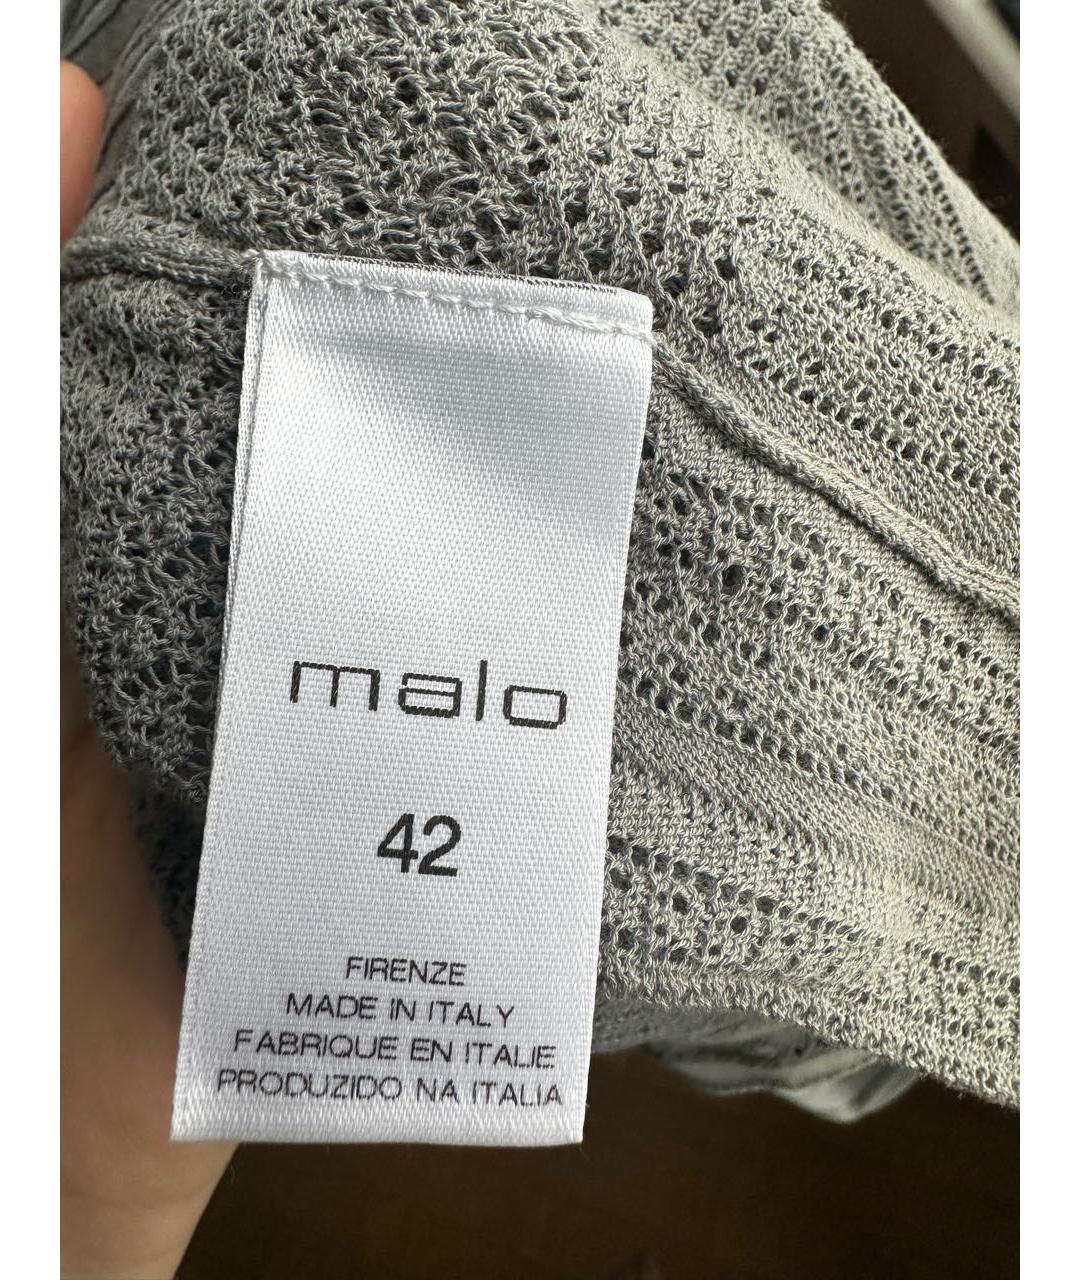 malo
42
FIRENZE
MADE IN ITALY
FABRIQUE EN ITALIE
PRODUZIDO NA ITALIA